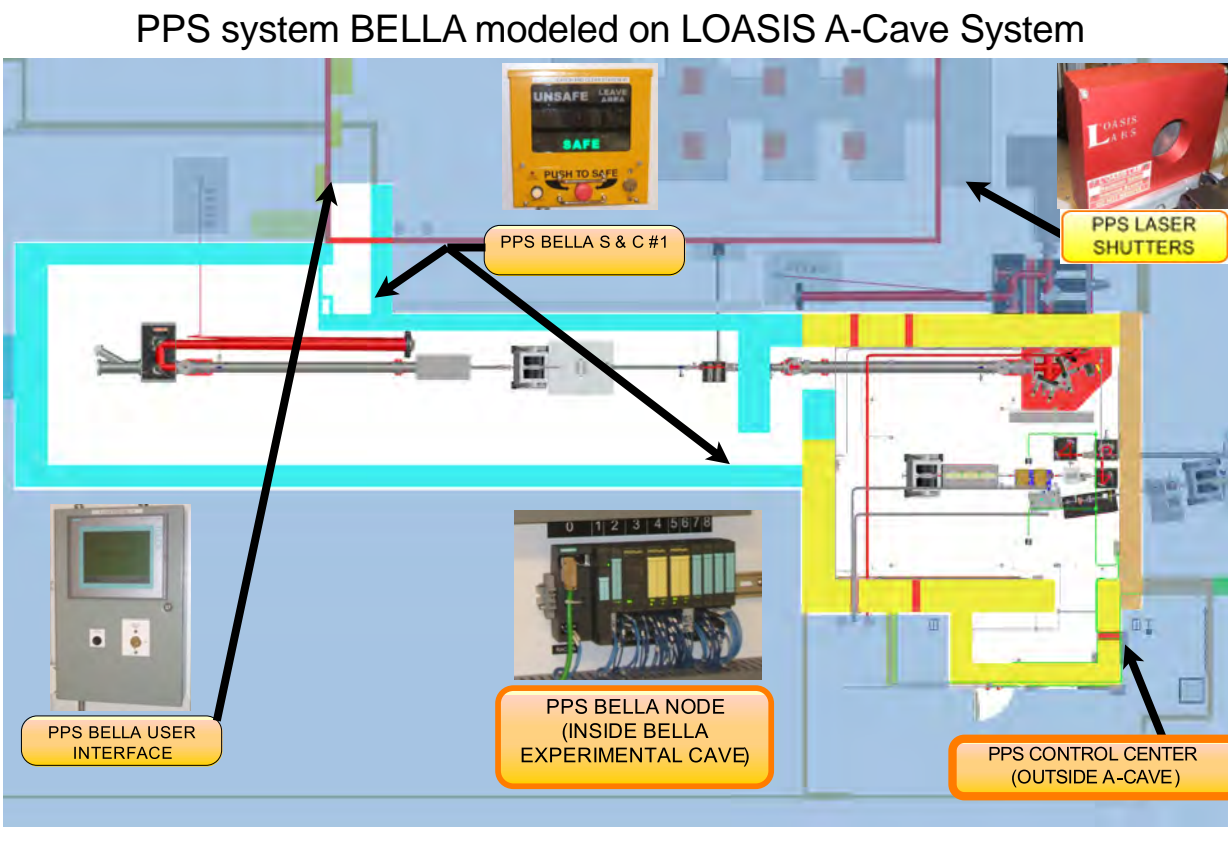 PPS system BELLA modeled on LOASIS A-Cave System
UNSAFE LEAVE
AREA
SAFE
PUSH TO SAFE
LOASIS
LABS
PPS LASER
SHUTTERS
PPS BELLA S & C #1
0 1 2 3 4 5 6 7 8
PPS BELLA USER
INTERFACE
PPS BELLA NODE
(INSIDE BELLA
EXPERIMENTAL CAVE)
PPS CONTROL CENTER
(OUTSIDE A-CAVE)